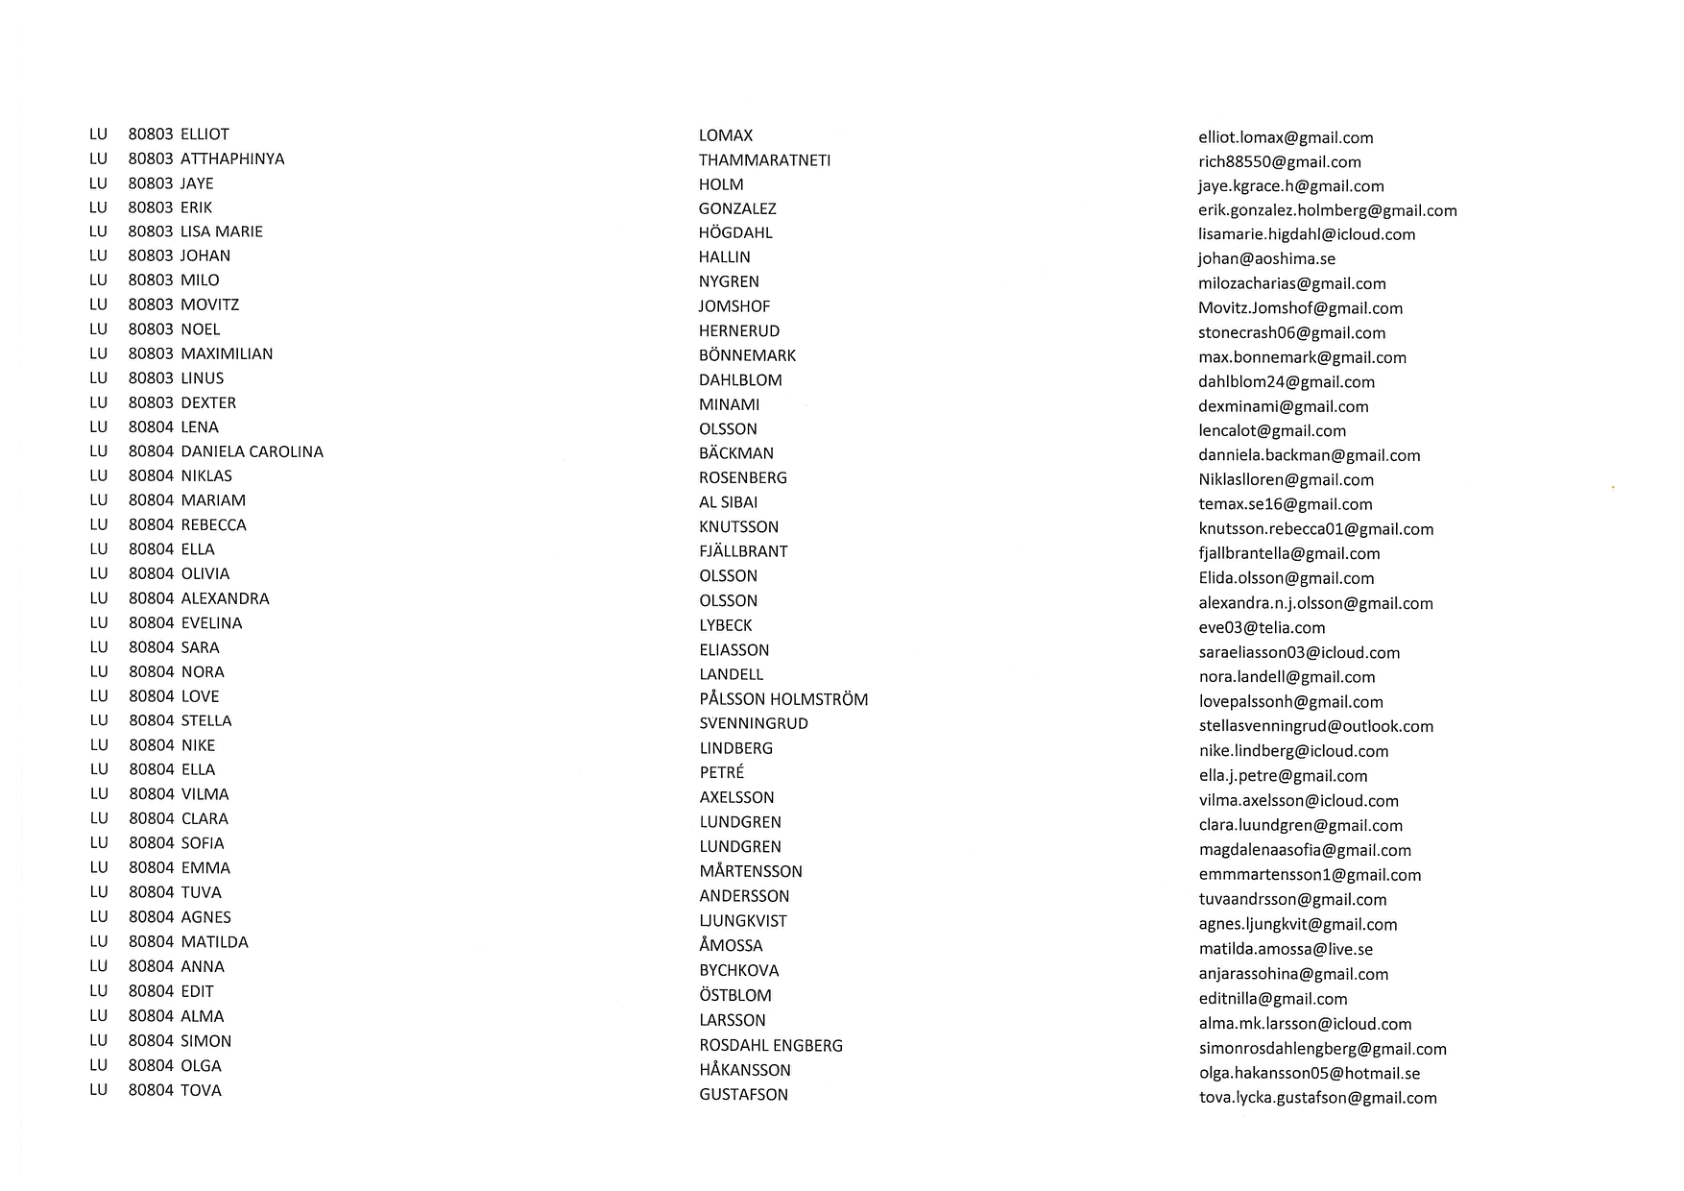 LU 80803 ELLIOT LOMAX elliot.lomax@gmail.com
LU 80803 ATTHAPHINYA THAMMARATNETI rich88550@gmail.com
LU 80803 JAYE HOLM jaye.kgrace.h@gmail.com
LU 80803 ERIK GONZALEZ erik.gonzalez.holmberg@gmail.com
LU 80803 LISA MARIE HÖGDAHL lisamarie.higdahl@icloud.com
LU 80803 JOHAN HALLIN johan@aoshima.se
LU 80803 MILO NYGREN milozacharias@gmail.com
LU 80803 MOVITZ JOMSHOF Movitz.Jomshof@gmail.com
LU 80803 NOEL HERNERUD stonecrash06@gmail.com
LU 80803 MAXIMILIAN BÖNNEMARK max.bonnemark@gmail.com
LU 80803 LINUS DAHLBLOM dahlblom24@gmail.com
LU 80803 DEXTER MINAMI dexminami@gmail.com
LU 80804 LENA OLSSON lencalot@gmail.com
LU 80804 DANIELA CAROLINA BÄCKMAN danniela.backman@gmail.com
LU 80804 NIKLAS ROSENBERG Niklaslloren@gmail.com
LU 80804 MARIAM AL SIBAI temax.se16@gmail.com
LU 80804 REBECCA KNUTSSON knutsson.rebecca01@gmail.com
LU 80804 ELLA FJÄLLBRANT fjallbrantella@gmail.com
LU 80804 OLIVIA OLSSON Elida.olsson@gmail.com
LU 80804 ALEXANDRA OLSSON alexandra.n.j.olsson@gmail.com
LU 80804 EVELINA LYBECK eve03@telia.com
LU 80804 SARA ELIASSON saraeliasson03@icloud.com
LU 80804 NORA LANDELL nora.landell@gmail.com
LU 80804 LOVE PÅLSSON HOLMSTRÖM lovepalssonh@gmail.com
LU 80804 STELLA SVENNINGRUD stellasvenningrud@outlook.com
LU 80804 NIKE LINDBERG nike.lindberg@icloud.com
LU 80804 ELLA PETRÉ ella.j.petre@gmail.com
LU 80804 VILMA AXELSSON vilma.axelsson@icloud.com
LU 80804 CLARA LUNDGREN clara.luundgren@gmail.com
LU 80804 SOFIA LUNDGREN magdalenaasofia@gmail.com
LU 80804 EMMA MÅRTENSSON emmmartensson1@gmail.com
LU 80804 TUVA ANDERSSON tuvaandrsson@gmail.com
LU 80804 AGNES LJUNGKVIST agnes.ljungkvit@gmail.com
LU 80804 MATILDA ÅMOSSA matilda.amossa@live.se
LU 80804 ANNA BYCHKOVA anjarassohina@gmail.com
LU 80804 EDIT ÖSTBLOM editnilla@gmail.com
LU 80804 ALMA LARSSON alma.mk.larsson@icloud.com
LU 80804 SIMON ROSDAHL ENGBERG simonrosdahlengberg@gmail.com
LU 80804 OLGA HÅKANSSON olga.hakansson05@hotmail.se
LU 80804 TOVA GUSTAFSON tova.lycka.gustafson@gmail.com